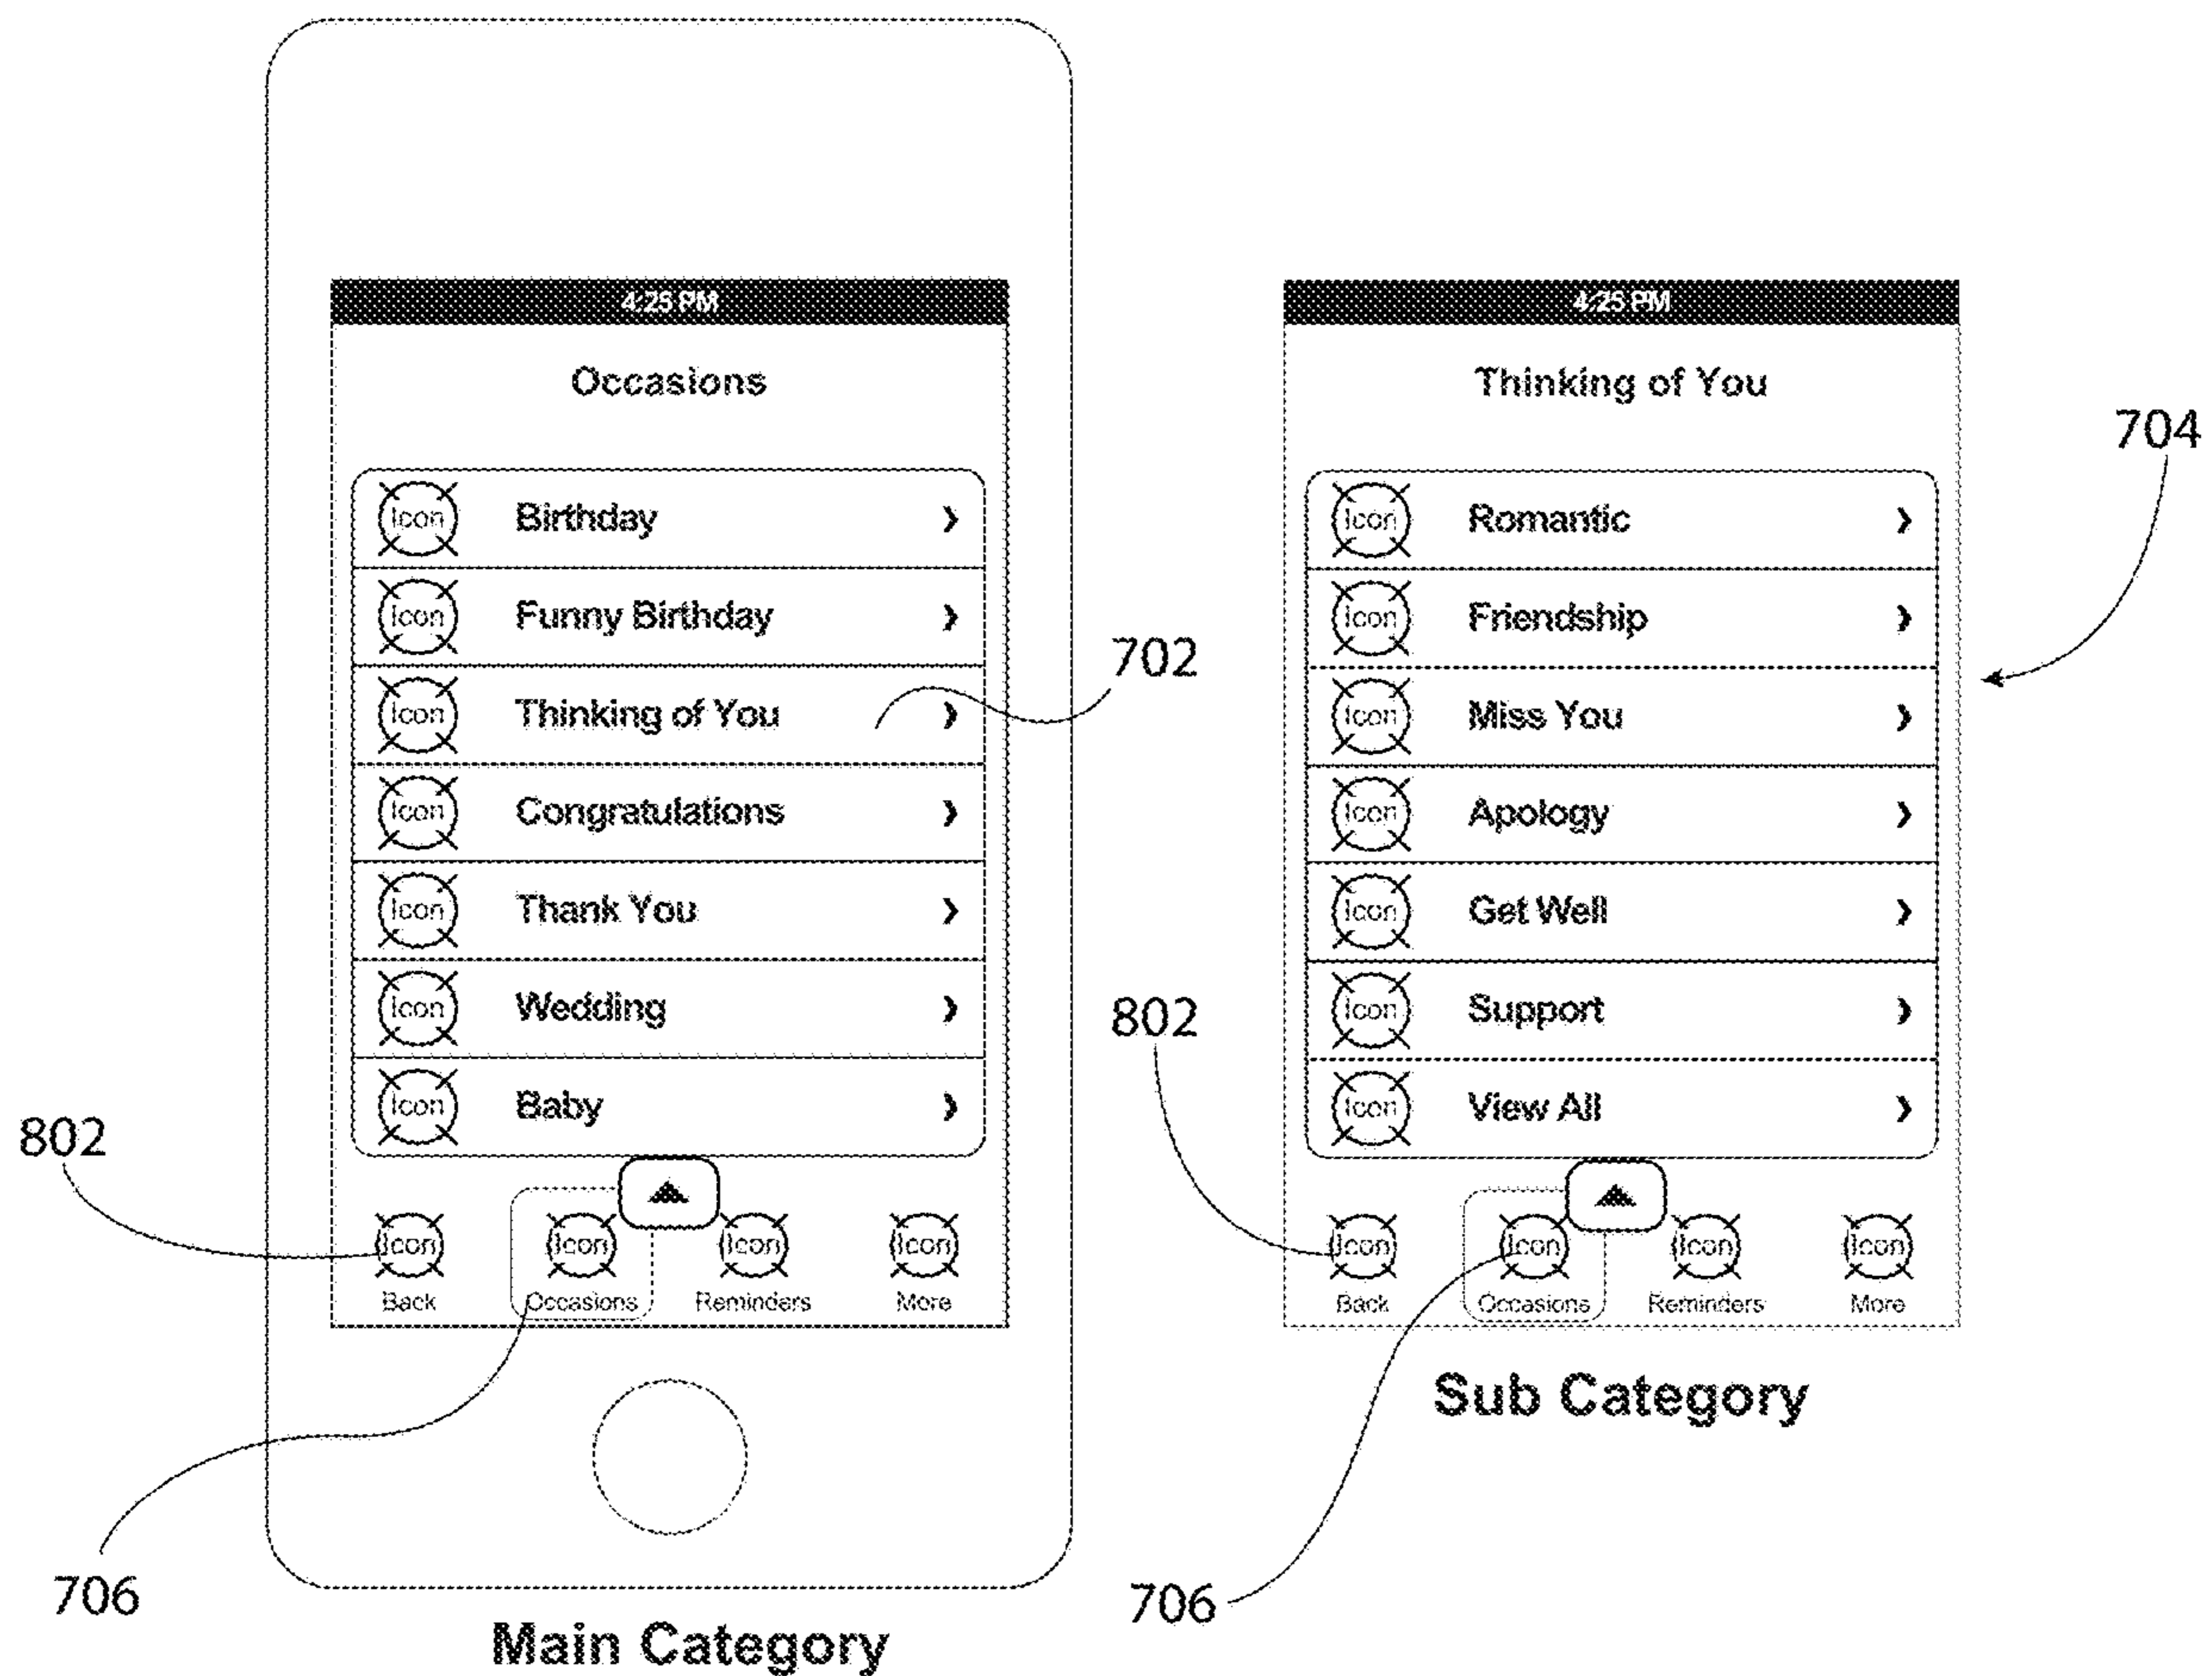 4:25 PM
Occasions
Icon Birthday
Icon Funny Birthday
Icon Thinking of You
Icon Congratulations
Icon Thank You
Icon Wedding
Icon Baby
Icon Icon Icon Icon
Back Occasions Reminders More
702
802
706
Main Category
4:25 PM
Thinking of You
Icon Romantic
Icon Friendship
Icon Miss You
Icon Apology
Icon Get Well
Icon Support
Icon View All
Icon Icon Icon Icon
Back Occasions Reminders More
704
802
706
Sub Category